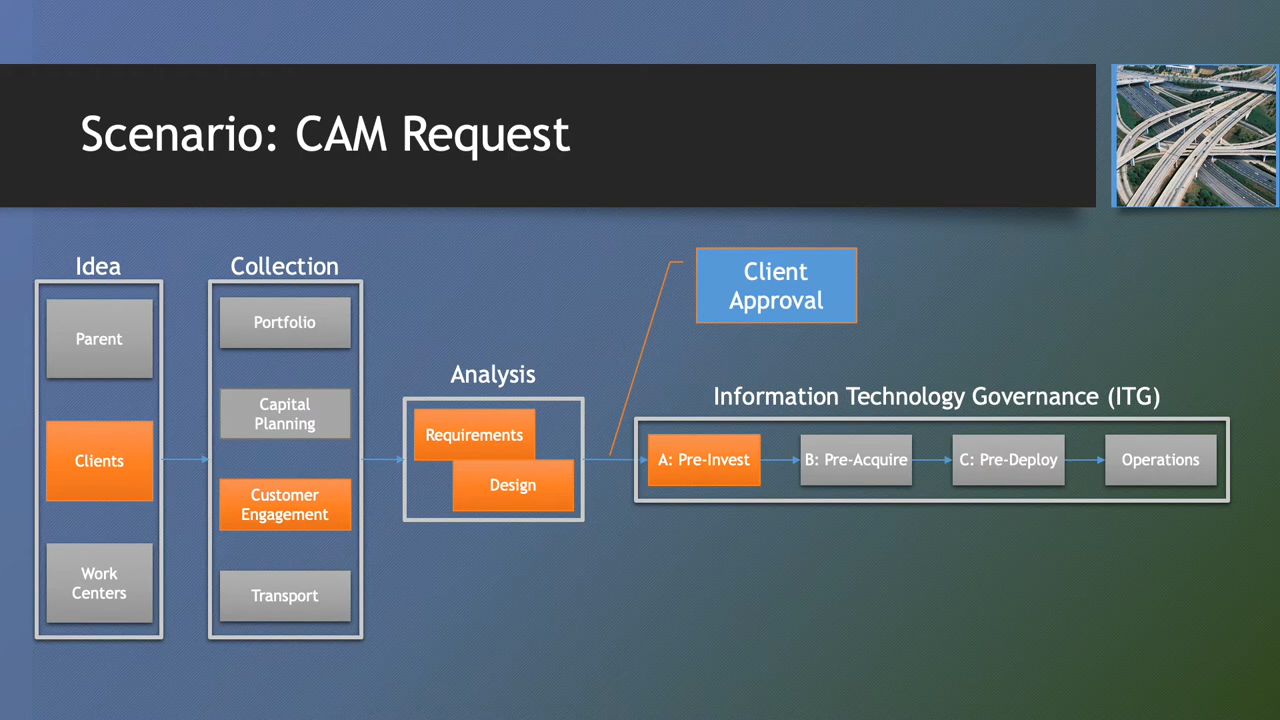 Scenario: CAM Request
Idea
Parent
Clients
Work
Centers
Collection
Portfolio
Capital
Planning
Customer
Engagement
Transport
Analysis
Requirements
Design
Client
Approval
Information Technology Governance (ITG)
A: Pre-Invest
B: Pre-Acquire
C: Pre-Deploy
Operations